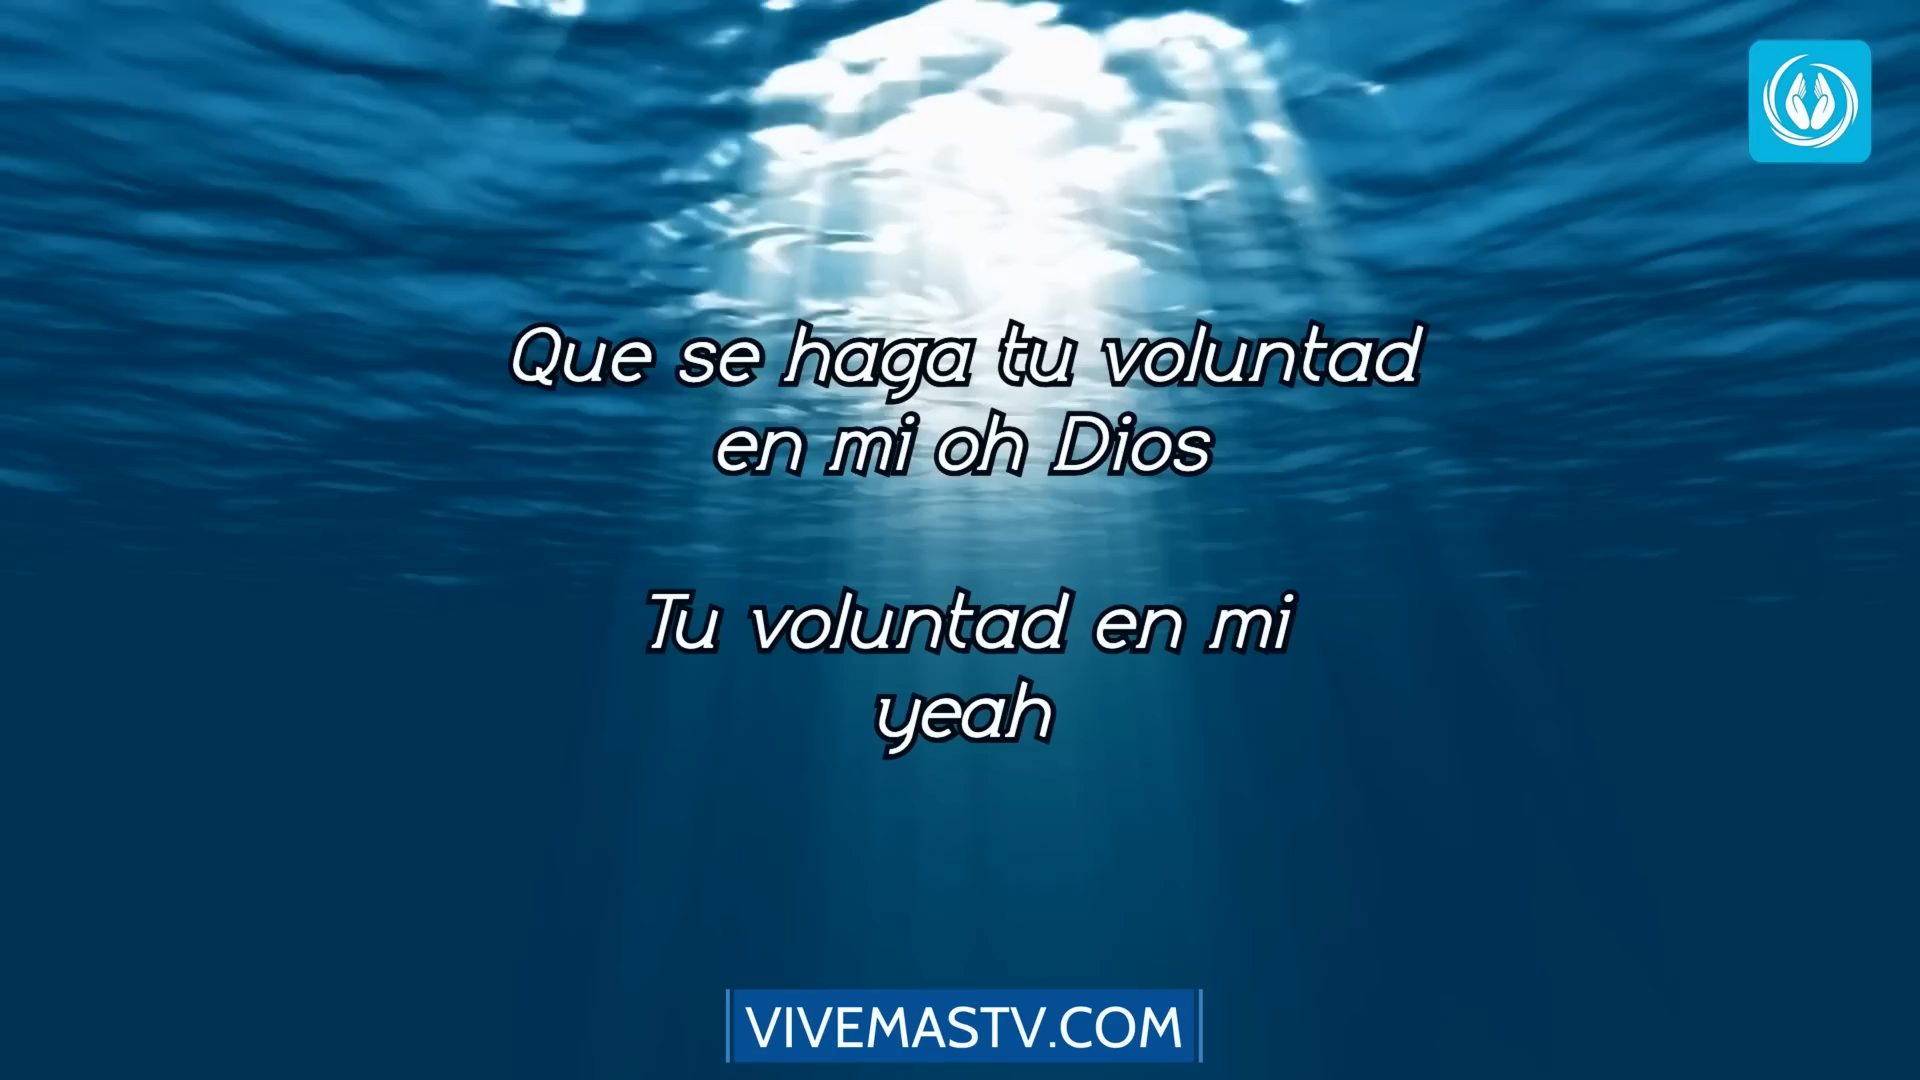 Que se haga tu voluntad
en mi oh Dios
Tu voluntad en mi
yeah
VIVEMASTV.COM